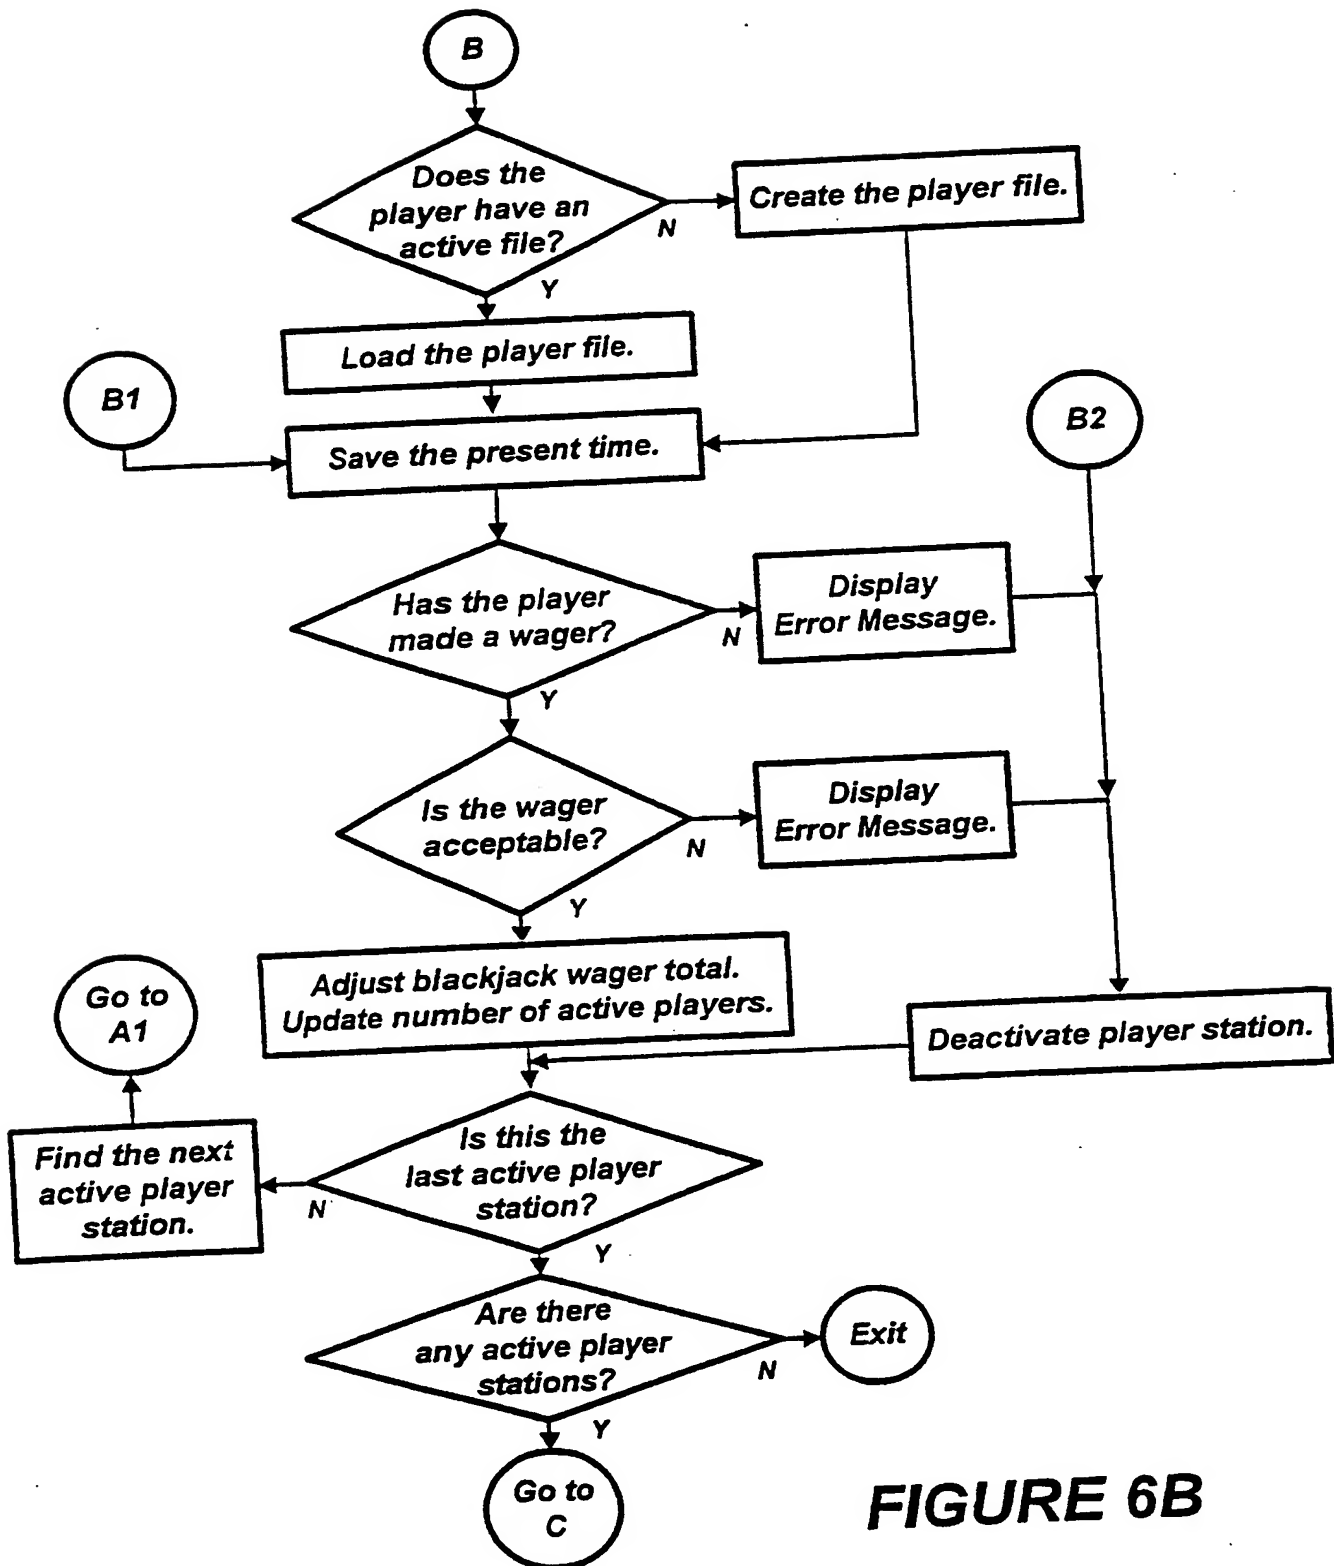 B
Does the
player have an
active file?
N
Create the player file.
Y
Load the player file.
B1
B2
Save the present time.
Has the player
made a wager?
N
Display
Error Message.
Y
Is the wager
acceptable?
N
Display
Error Message.
Y
Adjust blackjack wager total.
Update number of active players.
Go to
A1
Deactivate player station.
Is this the
last active player
station?
N
Find the next
active player
station.
Y
Are there
any active player
stations?
N
Exit
Y
Go to
C
FIGURE 6B